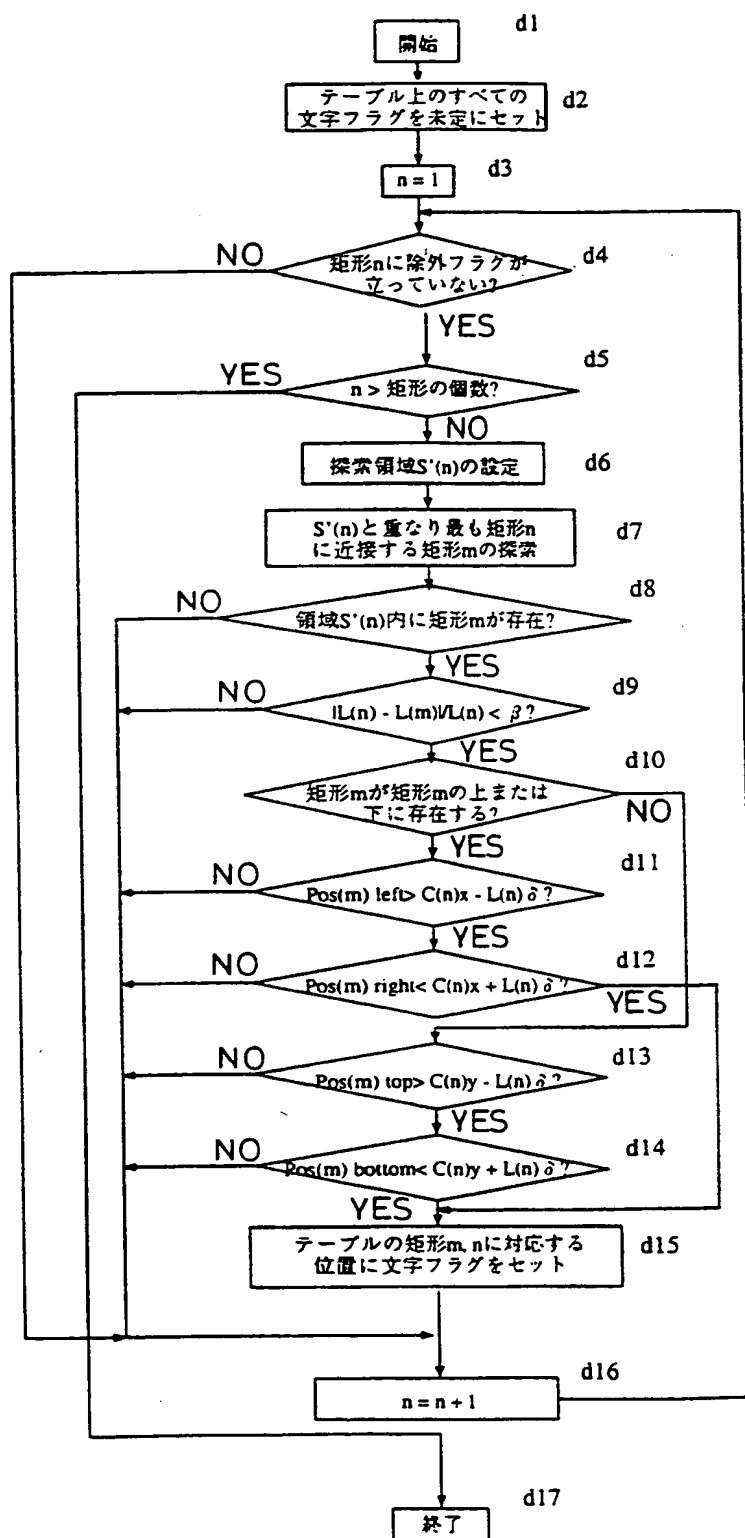 d1
開始
d2
テーブル上のすべての
文字フラグを未定にセット
d3
n = 1
NO
d4
矩形nに除外フラグが
立っていない?
YES
d5
YES
n > 矩形の個数?
NO
d6
探索領域S'(n)の設定
d7
S'(n)と重なり最も矩形n
に近接する矩形mの探索
d8
NO
領域S'(n)内に矩形mが存在?
YES
d9
NO
|L(n) - L(m)|/L(n) < β?
YES
d10
矩形mが矩形mの上または
下に存在する?
NO
YES
d11
NO
Pos(m) left> C(n)x - L(n) δ?
YES
d12
NO
Pos(m) right< C(n)x + L(n) δ?
YES
d13
NO
Pos(m) top> C(n)y - L(n) δ?
YES
d14
NO
Pos(m) bottom< C(n)y + L(n) δ?
YES
d15
テーブルの矩形m, nに対応する
位置に文字フラグをセット
d16
n = n + 1
d17
終了